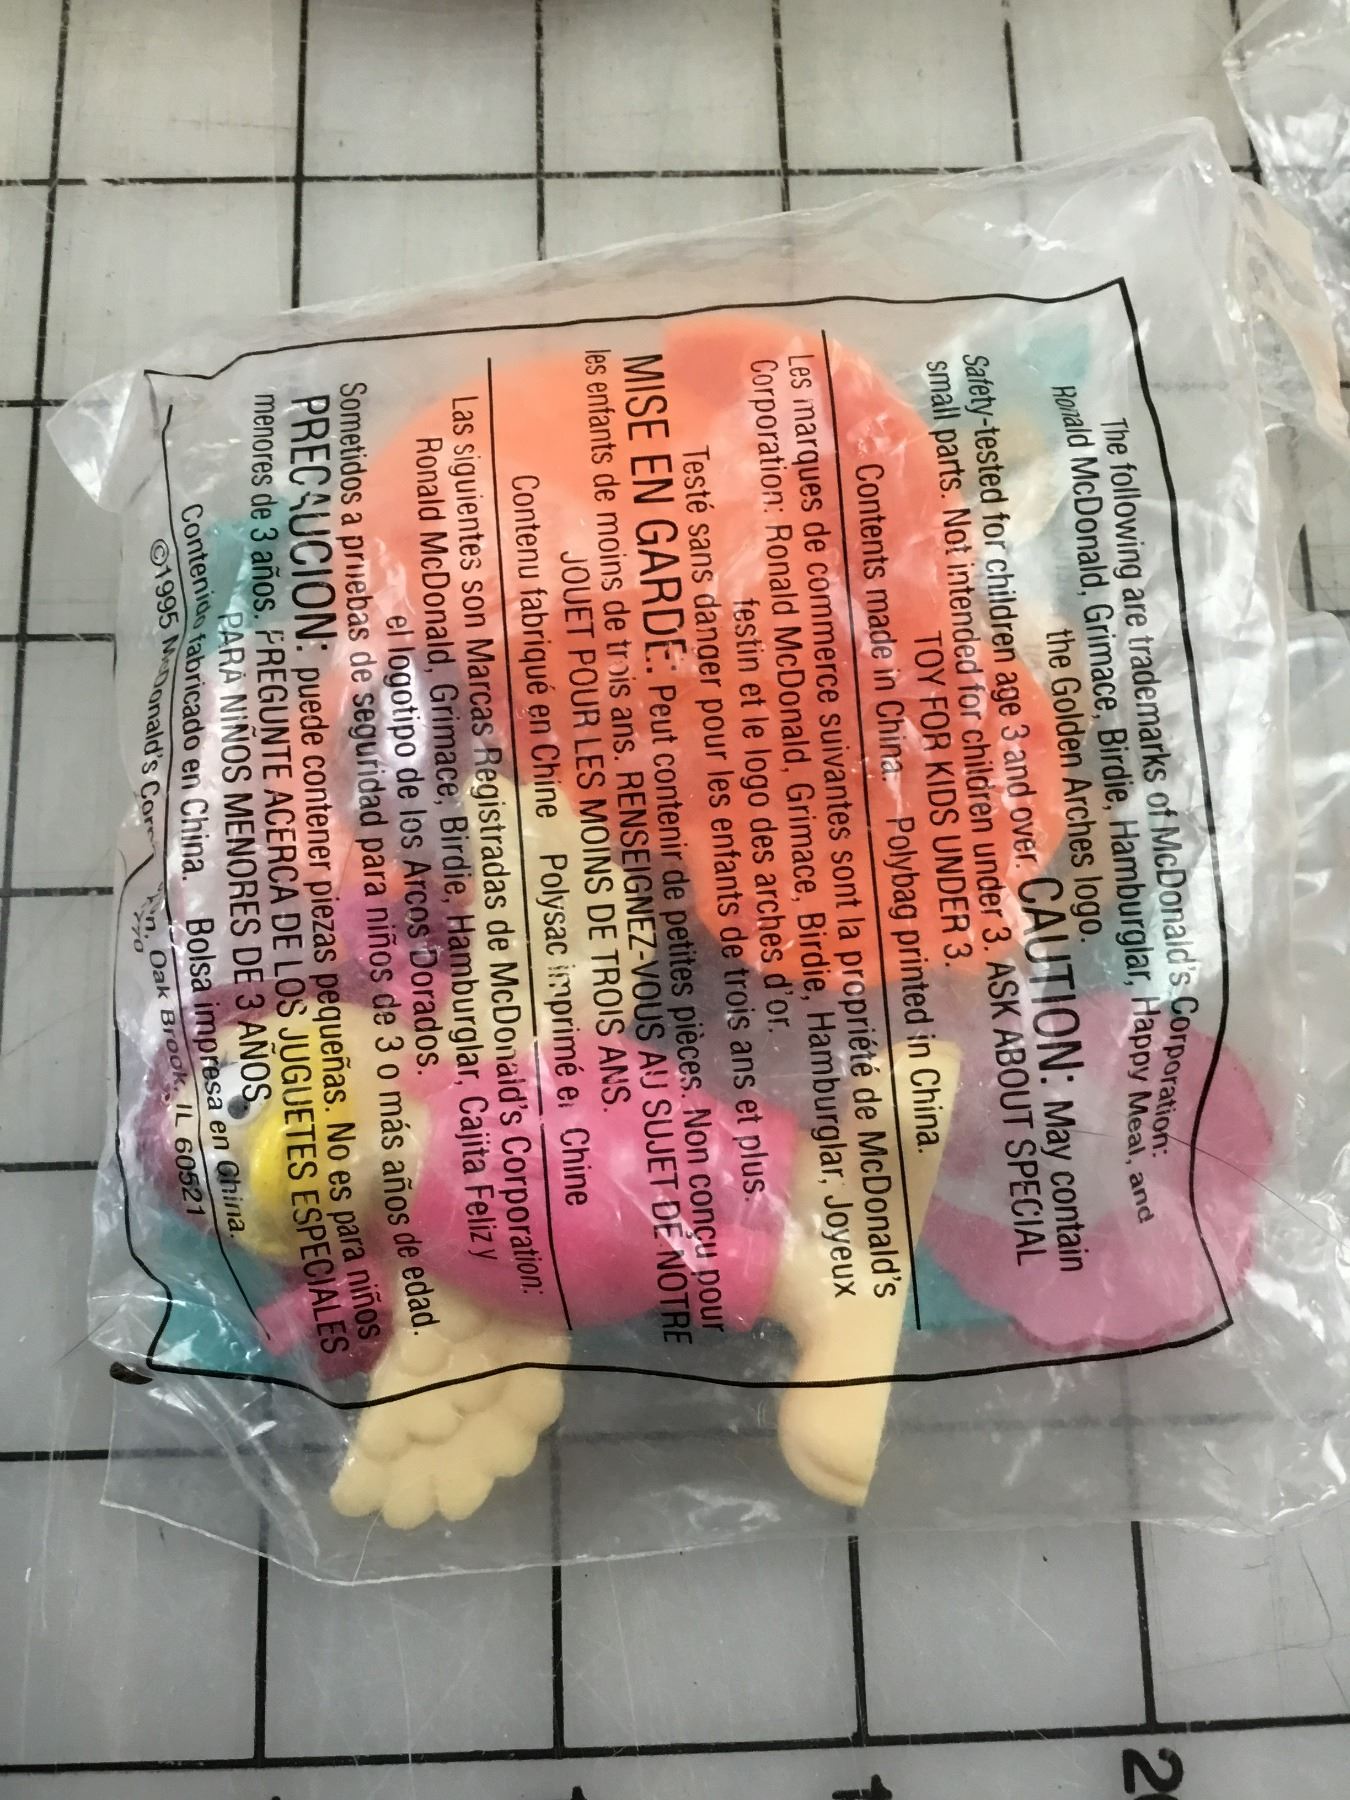 The following are trademarks of McDonald's Corporation:
Ronald McDonald, Grimace, Birdie, Hamburglar, Happy Meal, and
the Golden Arches logo.
Safety-tested for children age 3 and over. CAUTION: May contain
small parts. Not intended for children under 3. ASK ABOUT SPECIAL
TOY FOR KIDS UNDER 3.
Contents made in China. Polybag printed in China.
Les marques de commerce suivantes sont la propriété de McDonald's
Corporation: Ronald McDonald, Grimace, Birdie, Hamburglar, Joyeux
festin et le logo des arches d'or.
Testé sans danger pour les enfants de trois ans et plus.
MISE EN GARDE: Peut contenir de petites pièces. Non conçu pour
les enfants de moins de trois ans. RENSEIGNEZ-VOUS AU SUJET DE NOTRE
JOUET POUR LES MOINS DE TROIS ANS.
Contenu fabriqué en Chine Polysac imprimé en Chine
Las siguientes son Marcas Registradas de McDonald's Corporation:
Ronald McDonald, Grimace, Birdie, Hamburglar, Cajita Feliz y
el logotipo de los Arcos Dorados.
Sometidos a pruebas de seguridad para niños de 3 o más años de edad.
PRECAUCION: puede contener piezas pequeñas. No es para niños
menores de 3 años. PREGUNTE ACERCA DE LOS JUGUETES ESPECIALES
PARA NIÑOS MENORES DE 3 AÑOS.
Contenido fabricado en China. Bolsa impresa en China.
©1995 McDonald's Oak Brook, IL 60521
1
1
2